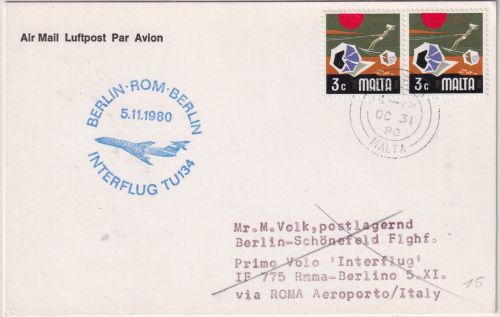 Air Mail Luftpost Par Avion
3c MALTA
3c MALTA
BERLIN·ROM·BERLIN
5.11.1980
INTERFLUG TU134
OC 31
80
MALTA
Mr.M.Volk,postlagernd
Berlin-Schönefeld Flghf.
Primo Volo 'Interflug'
IF 775 Roma-Berlino 5.XI.
via ROMA Aeroporto/Italy
15